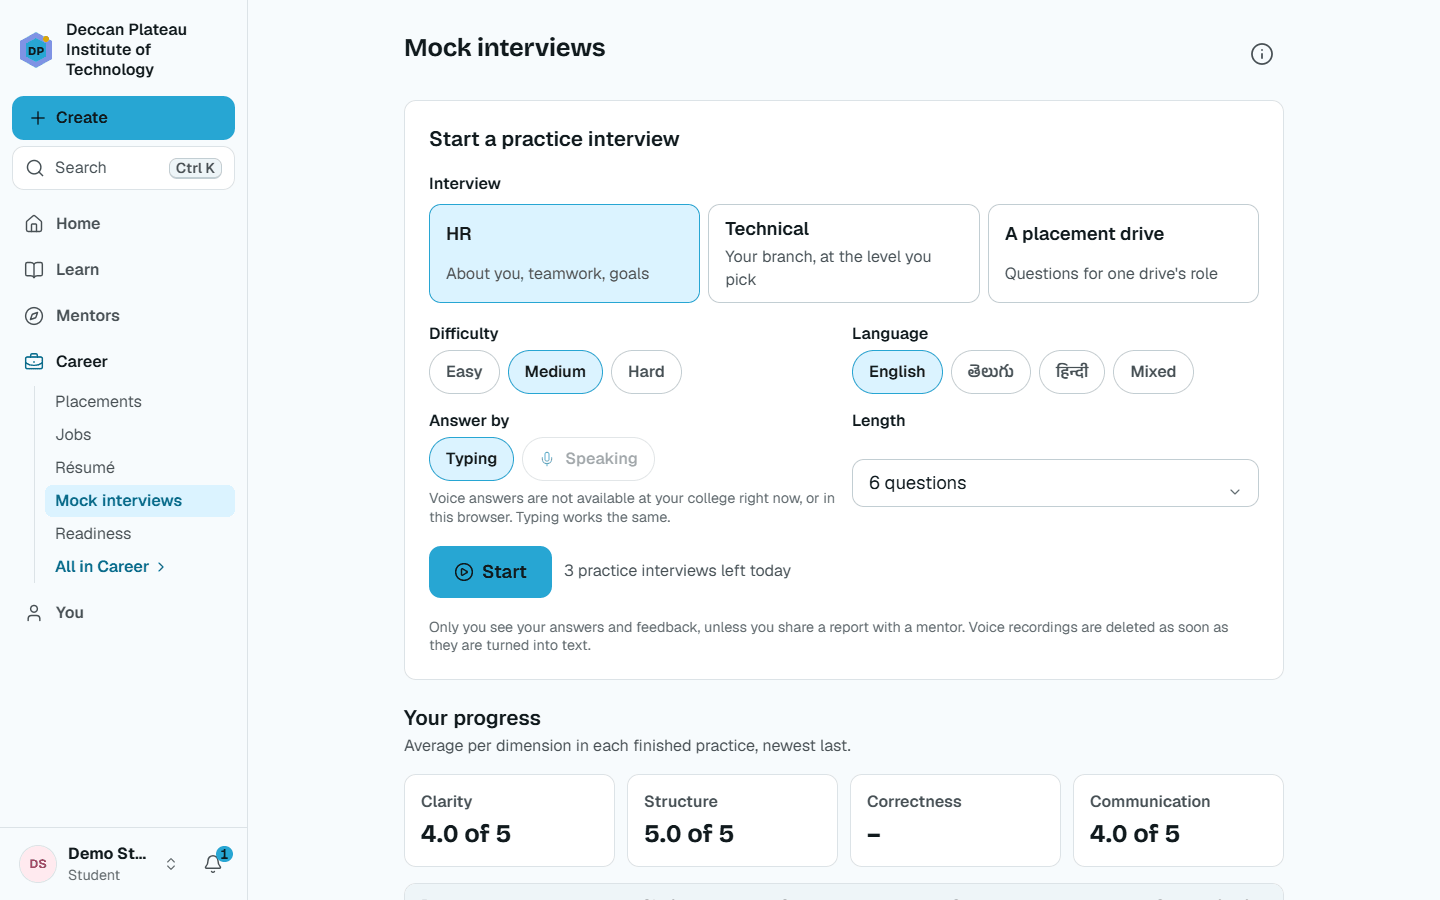 DP
Deccan Plateau
Institute of
Technology
Create
Search
Ctrl K
Home
Learn
Mentors
Career
Placements
Jobs
Résumé
Mock interviews
Readiness
All in Career
You
DS
Demo St...
Student
1
Mock interviews
Start a practice interview
Interview
HR
About you, teamwork, goals
Technical
Your branch, at the level you
pick
A placement drive
Questions for one drive's role
Difficulty
Easy
Medium
Hard
Language
English
తెలుగు
हिन्दी
Mixed
Answer by
Typing
Speaking
Voice answers are not available at your college right now, or in
this browser. Typing works the same.
Length
6 questions
Start
3 practice interviews left today
Only you see your answers and feedback, unless you share a report with a mentor. Voice recordings are deleted as soon as
they are turned into text.
Your progress
Average per dimension in each finished practice, newest last.
Clarity
4.0 of 5
Structure
5.0 of 5
Correctness
–
Communication
4.0 of 5